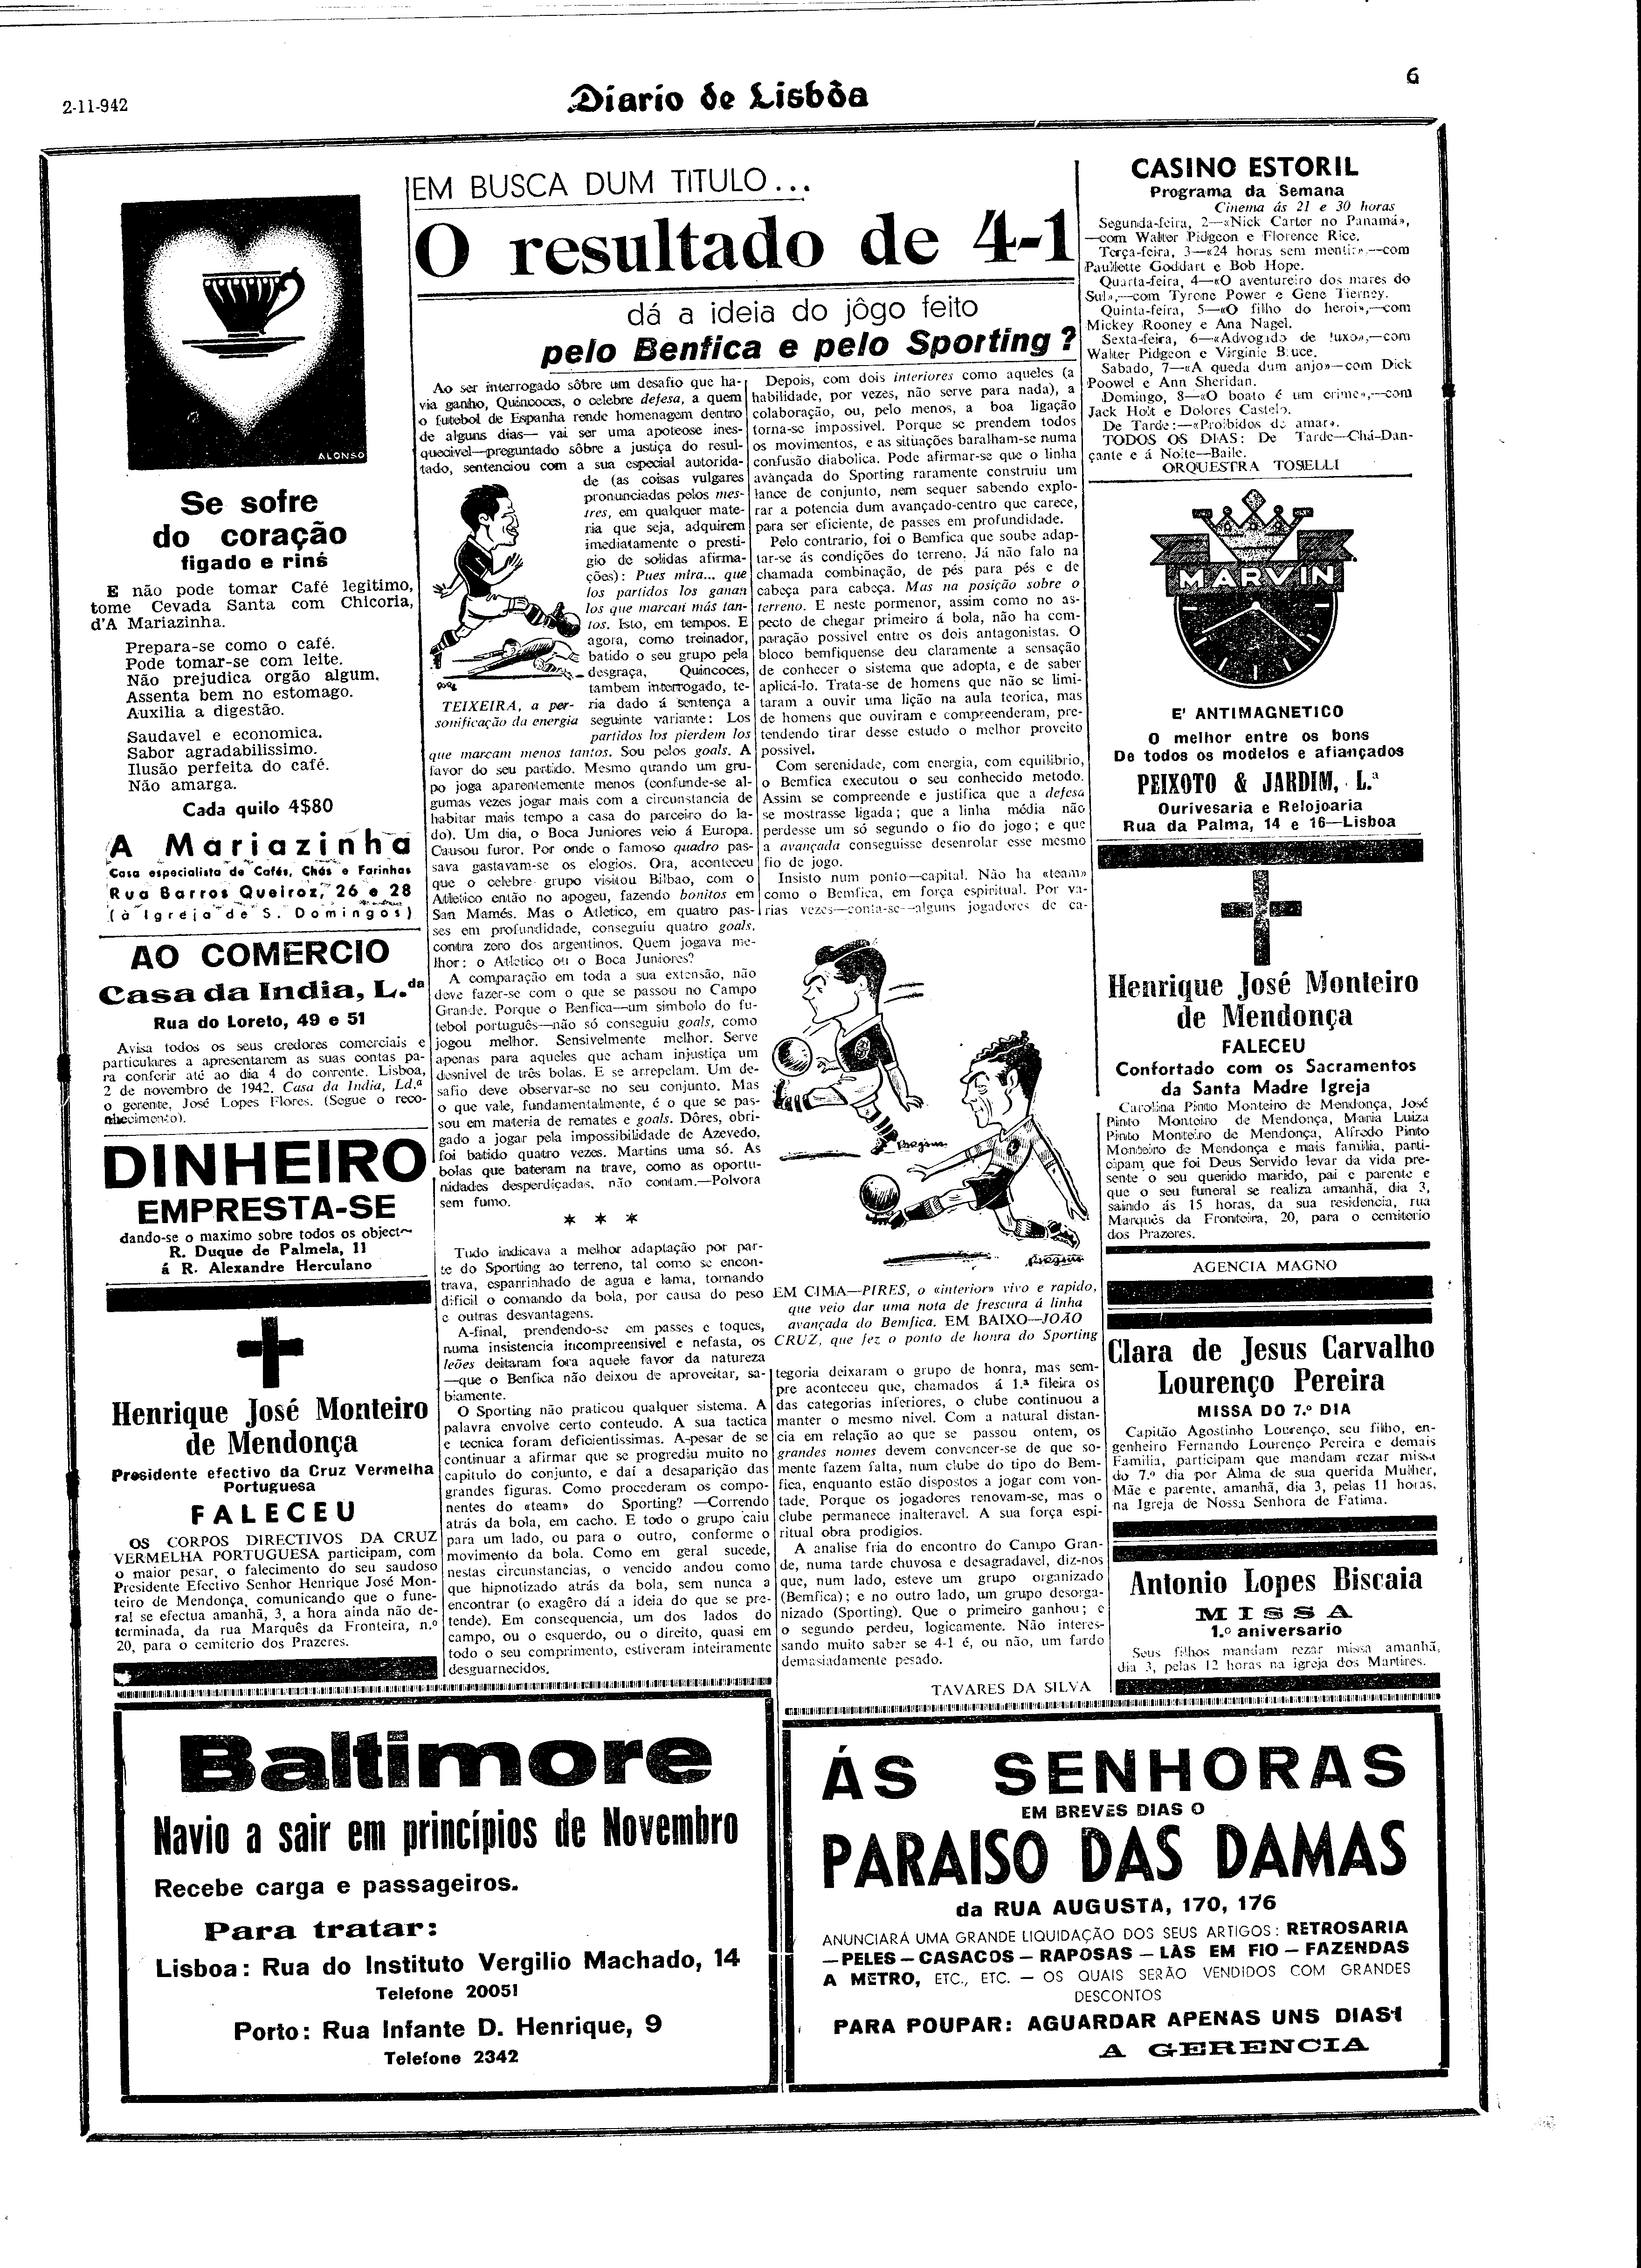 2-11-942
Diario de Lisbôa
6
ALONSO
Se sofre
do coração
figado e rins
E não pode tomar Café legitimo,
tome Cevada Santa com Chicoria,
d'A Mariazinha.
Prepara-se como o café.
Pode tomar-se com leite.
Não prejudica orgão algum.
Assenta bem no estomago.
Auxilia a digestão.
Saudavel e economica.
Sabor agradabilissimo.
Ilusão perfeita do café.
Não amarga.
Cada quilo 4$80
A Mariazinha
Casa especialista de Cafés, Chás e Farinhas
Rua Barros Queiroz, 26 e 28
(à Igreja de S. Domingos)
AO COMERCIO
Casa da India, L.da
Rua do Loreto, 49 e 51
Avisa todos os seus credores comerciais e
particulares a apresentarem as suas contas pa-
ra conferir até ao dia 4 do corrente. Lisboa,
2 de novembro de 1942. Casa da India, Ld.ª
o gerente, José Lopes Flores. (Segue o reco-
nhecimento).
DINHEIRO
EMPRESTA-SE
dando-se o maximo sobre todos os object
R. Duque de Palmela, 11
á R. Alexandre Herculano
Henrique José Monteiro
de Mendonça
Presidente efectivo da Cruz Vermelha
Portuguesa
FALECEU
OS CORPOS DIRECTIVOS DA CRUZ
VERMELHA PORTUGUESA participam, com
o maior pesar, o falecimento do seu saudoso
Presidente Efectivo Senhor Henrique José Mon-
teiro de Mendonça, comunicando que o fune-
ral se efectua amanhã, 3, a hora ainda não de-
terminada, da rua Marquês da Fronteira, n.º
20, para o cemiterio dos Prazeres.
EM BUSCA DUM TITULO...
O resultado de 4-1
dá a ideia do jôgo feito
pelo Benfica e pelo Sporting?
Ao ser interrogado sôbre um desafio que ha-
via ganho, Quincoces, o celebre defesa, a quem
o futebol de Espanha rende homenagem dentro
de alguns dias— vai ser uma apoteose ines-
quecivel—preguntado sôbre a justiça do resul-
tado, sentenciou com a sua especial autorida-
de (as coisas vulgares
pronunciadas pelos mes-
tres, em qualquer mate-
ria que seja, adquirem
imediatamente o presti-
gio de solidas afirma-
ções): Pues mira... que
los partidos los ganan
los que marcan más tan-
tos. Isto, em tempos. E
agora, como treinador,
batido o seu grupo pela
desgraça, Quincoces,
tambem interrogado, te-
ria dado á sentença a
seguinte variante: Los
partidos los pierdem los
TEIXEIRA, a per-
sonificação da energia
que marcam menos tantos. Sou pelos goals. A
favor do seu partido. Mesmo quando um gru-
po joga aparentemente menos (confunde-se al-
gumas vezes jogar mais com a circunstancia de
habitar mais tempo a casa do parceiro do la-
do). Um dia, o Boca Juniores veio á Europa.
Causou furor. Por onde o famoso quadro pas-
sava gastavam-se os elogios. Ora, aconteceu
que o celebre grupo visitou Bilbao, com o
Atletico então no apogeu, fazendo bonitos em
San Mamés. Mas o Atletico, em quatro pas-
ses em profundidade, conseguiu quatro goals,
contra zero dos argentinos. Quem jogava me-
lhor: o Atletico ou o Boca Juniores?
A comparação em toda a sua extensão, não
deve fazer-se com o que se passou no Campo
Grande. Porque o Benfica—um simbolo do fu-
tebol português—não só conseguiu goals, como
jogou melhor. Sensivelmente melhor. Serve
apenas para aqueles que acham injustiça um
desnivel de três bolas. E se arrepelam. Um de-
safio deve observar-se no seu conjunto. Mas
o que vale, fundamentalmente, é o que se pas-
sou em materia de remates e goals. Dôres, obri-
gado a jogar pela impossibilidade de Azevedo,
foi batido quatro vezes. Martins uma só. As
bolas que bateram na trave, como as oportu-
nidades desperdiçadas, não contam.—Polvora
sem fumo.
* * *
Tudo indicava a melhor adaptação por par-
te do Sporting ao terreno, tal como se encon-
trava, esparrinhado de agua e lama, tornando
dificil o comando da bola, por causa do peso
e outras desvantagens.
A-final, prendendo-se em passes e toques,
numa insistencia incompreensivel e nefasta, os
leões deitaram fora aquele favor da natureza
—que o Benfica não deixou de aproveitar, sa-
biamente.
O Sporting não praticou qualquer sistema. A
palavra envolve certo conteudo. A sua tactica
e tecnica foram deficientissimas. A-pesar de se
continuar a afirmar que se progrediu muito no
capitulo do conjunto, e daí a desaparição das
grandes figuras. Como procederam os compo-
nentes do «team» do Sporting? —Correndo
atrás da bola, em cacho. E todo o grupo caiu
para um lado, ou para o outro, conforme o
movimento da bola. Como em geral sucede,
nestas circunstancias, o vencido andou como
que hipnotizado atrás da bola, sem nunca a
encontrar (o exagêro dá a ideia do que se pre-
tende). Em consequencia, um dos lados do
campo, ou o esquerdo, ou o direito, quasi em
todo o seu comprimento, estiveram inteiramente
desguarnecidos.
Depois, com dois interiores como aqueles (a
habilidade, por vezes, não serve para nada), a
colaboração, ou, pelo menos, a boa ligação
torna-se impossivel. Porque se prendem todos
os movimentos, e as situações baralham-se numa
confusão diabolica. Pode afirmar-se que o linha
avançada do Sporting raramente construiu um
lance de conjunto, nem sequer sabendo explo-
rar a potencia dum avançado-centro que carece,
para ser eficiente, de passes em profundidade.
Pelo contrario, foi o Bemfica que soube adap-
tar-se ás condições do terreno. Já não falo na
chamada combinação, de pés para pés e de
cabeça para cabeça. Mas na posição sobre o
terreno. E neste pormenor, assim como no as-
pecto de chegar primeiro á bola, não ha com-
paração possivel entre os dois antagonistas. O
bloco bemfiquense deu claramente a sensação
de conhecer o sistema que adopta, e de saber
aplicá-lo. Trata-se de homens que não se limi-
taram a ouvir uma lição na aula teorica, mas
de homens que ouviram e compreenderam, pre-
tendendo tirar desse estudo o melhor proveito
possivel.
Com serenidade, com energia, com equilibrio,
o Bemfica executou o seu conhecido metodo.
Assim se compreende e justifica que a defesa
se mostrasse ligada; que a linha média não
perdesse um só segundo o fio do jogo; e que
a avançada conseguisse desenrolar esse mesmo
fio de jogo.
Insisto num ponto—capital. Não ha «team»
como o Bemfica, em força espiritual. Por va-
rias vezes—conta-se—alguns jogadores de ca-
EM CIMA—PIRES, o «interior» vivo e rapido,
que veio dar uma nota de frescura á linha
avançada do Bemfica. EM BAIXO—JOÃO
CRUZ, que fez o ponto de honra do Sporting
tegoria deixaram o grupo de honra, mas sem-
pre aconteceu que, chamados á 1.ª fileira os
das categorias inferiores, o clube continuou a
manter o mesmo nivel. Com a natural distan-
cia em relação ao que se passou ontem, os
grandes nomes devem convencer-se de que so-
mente fazem falta, num clube do tipo do Bem-
fica, enquanto estão dispostos a jogar com von-
tade. Porque os jogadores renovam-se, mas o
clube permanece inalteravel. A sua força espi-
ritual obra prodigios.
A analise fria do encontro do Campo Gran-
de, numa tarde chuvosa e desagradavel, diz-nos
que, num lado, esteve um grupo organizado
(Bemfica); e no outro lado, um grupo desorga-
nizado (Sporting). Que o primeiro ganhou; e
o segundo perdeu, logicamente. Não interes-
sando muito saber se 4-1 é, ou não, um fardo
demasiadamente pesado.
TAVARES DA SILVA
CASINO ESTORIL
Programa da Semana
Cinema ás 21 e 30 horas
Segunda-feira, 2—«Nick Carter no Panamá»,
—com Walter Pidgeon e Florence Rice.
Terça-feira, 3—«24 horas sem mentir»,—com
Paullette Goddart e Bob Hope.
Quarta-feira, 4—«O aventureiro dos mares do
Sul»,—com Tyrone Power e Gene Tierney.
Quinta-feira, 5—«O filho do heroi»,—com
Mickey Rooney e Ana Nagel.
Sexta-feira, 6—«Advogido de luxo»,—com
Walter Pidgeon e Virginie Bruce.
Sabado, 7—«A queda dum anjo»—com Dick
Poowel e Ann Sheridan.
Domingo, 8—«O boato é um crime»,—com
Jack Holt e Dolores Castelo.
De Tarde:—«Proibidos de amar».
TODOS OS DIAS: De Tarde—Chá-Dan-
çante e á Noite—Baile.
ORQUESTRA TOSELLI
MARVIN
E' ANTIMAGNETICO
O melhor entre os bons
De todos os modelos e afiançados
PEIXOTO & JARDIM, L.ª
Ourivesaria e Relojoaria
Rua da Palma, 14 e 16—Lisboa
Henrique José Monteiro
de Mendonça
FALECEU
Confortado com os Sacramentos
da Santa Madre Igreja
Carolina Pinto Monteiro de Mendonça, José
Pinto Monteiro de Mendonça, Maria Luiza
Pinto Monteiro de Mendonça, Alfredo Pinto
Monteiro de Mendonça e mais familia, parti-
cipam que foi Deus Servido levar da vida pre-
sente o seu querido marido, pai e parente e
que o seu funeral se realiza amanhã, dia 3,
saindo ás 15 horas, da sua residencia, rua
Marquês da Fronteira, 20, para o cemiterio
dos Prazeres.
AGENCIA MAGNO
Clara de Jesus Carvalho
Lourenço Pereira
MISSA DO 7.º DIA
Capitão Agostinho Lourenço, seu filho, en-
genheiro Fernando Lourenço Pereira e demais
Familia, participam que mandam rezar missa
do 7.º dia por Alma de sua querida Mulher,
Mãe e parente, amanhã, dia 3, pelas 11 horas,
na Igreja de Nossa Senhora de Fatima.
Antonio Lopes Biscaia
MISSA
1.º aniversario
Seus filhos mandam rezar missa amanhã,
dia 3, pelas 12 horas na igreja dos Martires.
Baltimore
Navio a sair em princípios de Novembro
Recebe carga e passageiros.
Para tratar:
Lisboa: Rua do Instituto Vergilio Machado, 14
Telefone 20051
Porto: Rua Infante D. Henrique, 9
Telefone 2342
ÁS SENHORAS
EM BREVES DIAS O
PARAISO DAS DAMAS
da RUA AUGUSTA, 170, 176
ANUNCIARÁ UMA GRANDE LIQUIDAÇÃO DOS SEUS ARTIGOS: RETROSARIA
—PELES—CASACOS—RAPOSAS—LÃS EM FIO—FAZENDAS
A METRO, ETC., ETC. — OS QUAIS SERÃO VENDIDOS COM GRANDES
DESCONTOS
PARA POUPAR: AGUARDAR APENAS UNS DIAS!
A GERENCIA